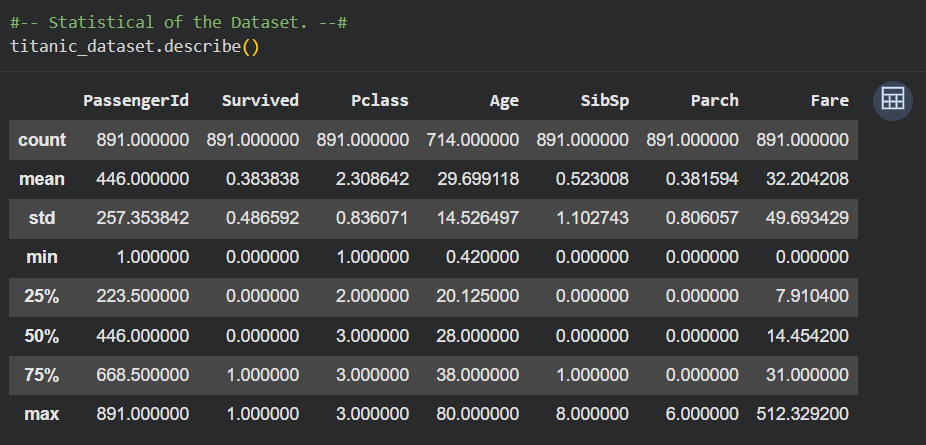 #-- Statistical of the Dataset. --#
titanic_dataset.describe()
PassengerId Survived Pclass Age SibSp Parch Fare
count 891.000000 891.000000 891.000000 714.000000 891.000000 891.000000 891.000000
mean 446.000000 0.383838 2.308642 29.699118 0.523008 0.381594 32.204208
std 257.353842 0.486592 0.836071 14.526497 1.102743 0.806057 49.693429
min 1.000000 0.000000 1.000000 0.420000 0.000000 0.000000 0.000000
25% 223.500000 0.000000 2.000000 20.125000 0.000000 0.000000 7.910400
50% 446.000000 0.000000 3.000000 28.000000 0.000000 0.000000 14.454200
75% 668.500000 1.000000 3.000000 38.000000 1.000000 0.000000 31.000000
max 891.000000 1.000000 3.000000 80.000000 8.000000 6.000000 512.329200